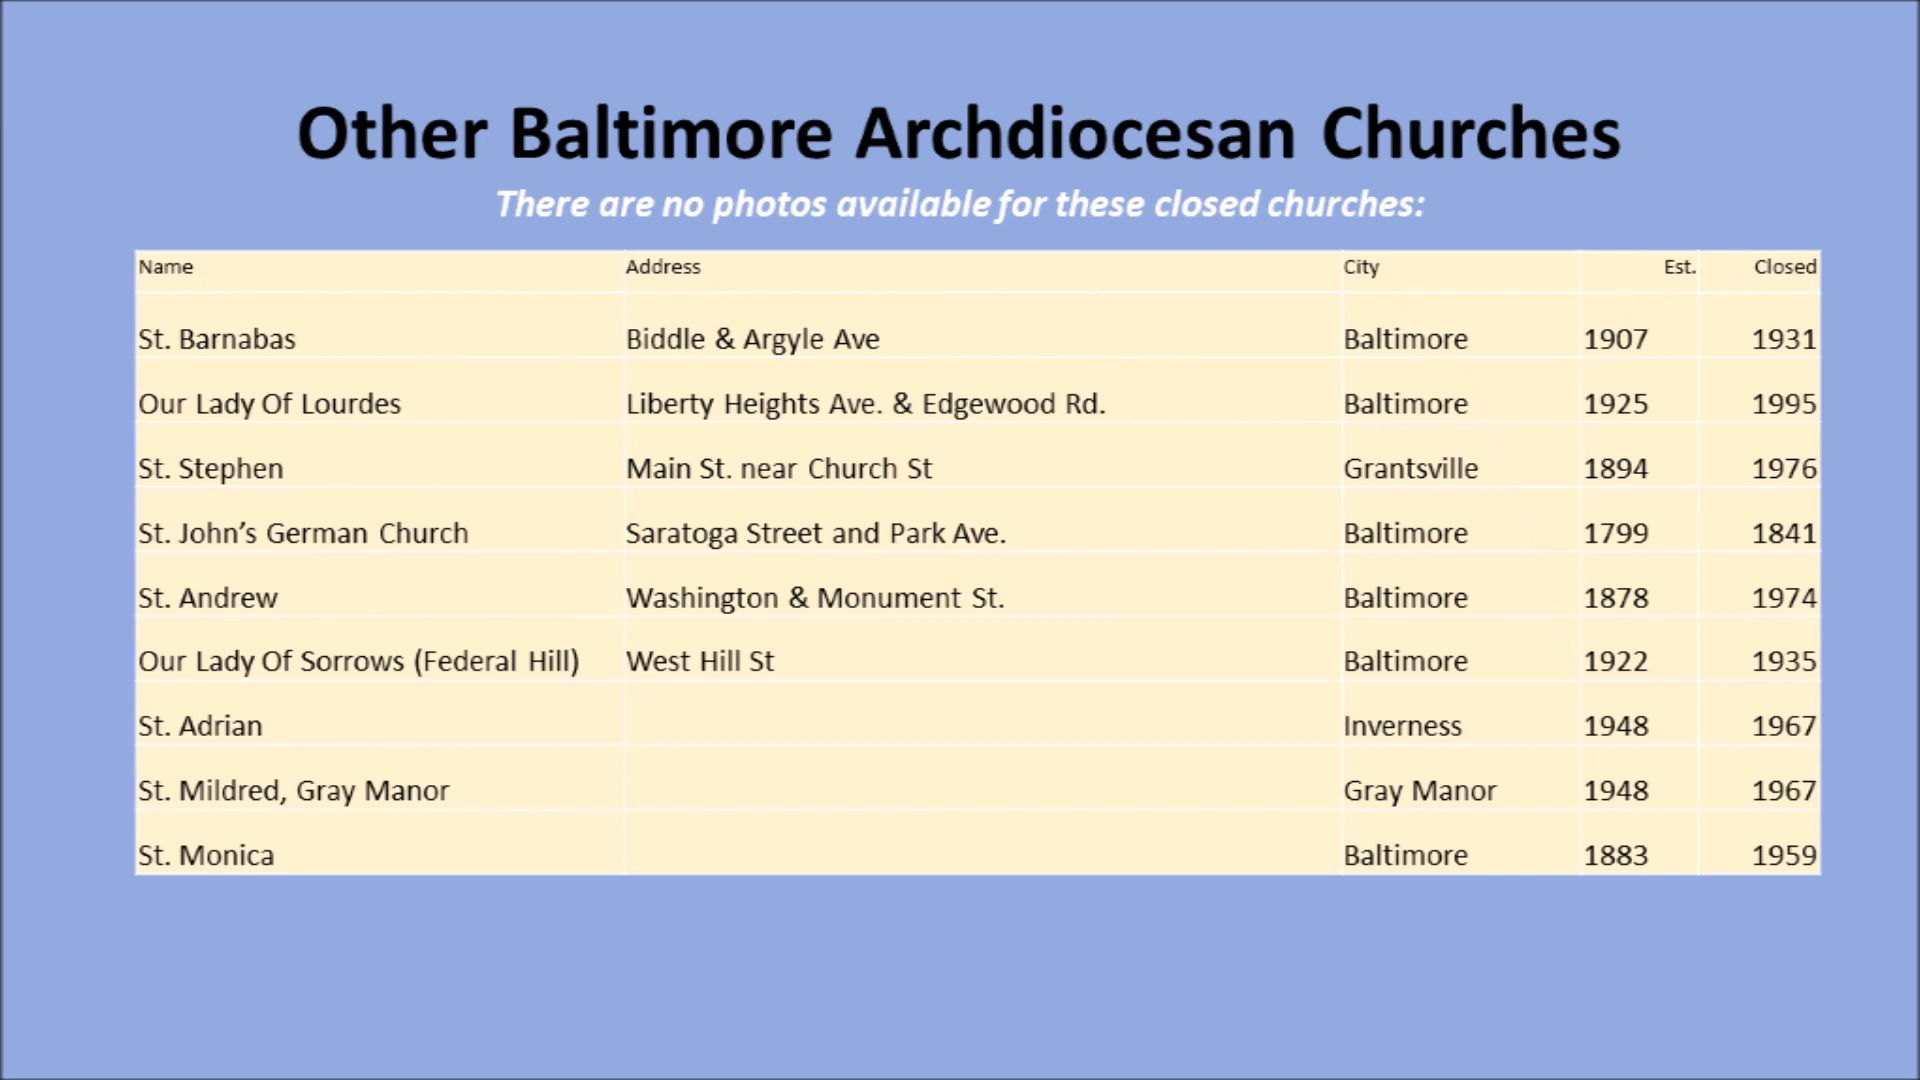 Other Baltimore Archdiocesan Churches
There are no photos available for these closed churches:
Name Address City Est. Closed
St. Barnabas Biddle & Argyle Ave Baltimore 1907 1931
Our Lady Of Lourdes Liberty Heights Ave. & Edgewood Rd. Baltimore 1925 1995
St. Stephen Main St. near Church St Grantsville 1894 1976
St. John’s German Church Saratoga Street and Park Ave. Baltimore 1799 1841
St. Andrew Washington & Monument St. Baltimore 1878 1974
Our Lady Of Sorrows (Federal Hill) West Hill St Baltimore 1922 1935
St. Adrian Inverness 1948 1967
St. Mildred, Gray Manor Gray Manor 1948 1967
St. Monica Baltimore 1883 1959